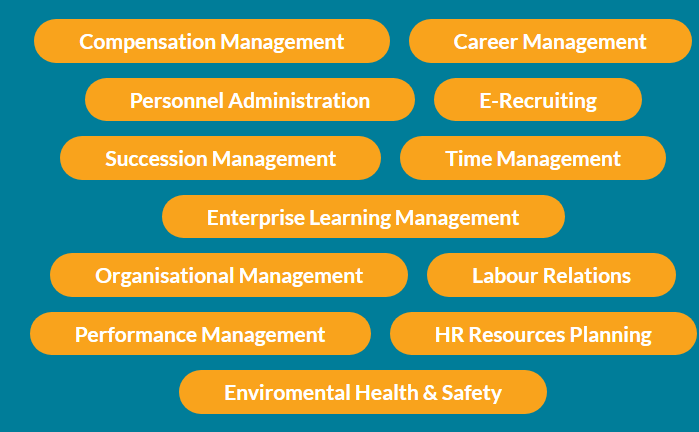 Compensation Management Career Management
Personnel Administration E-Recruiting
Succession Management Time Management
Enterprise Learning Management
Organisational Management Labour Relations
Performance Management HR Resources Planning
Enviromental Health & Safety